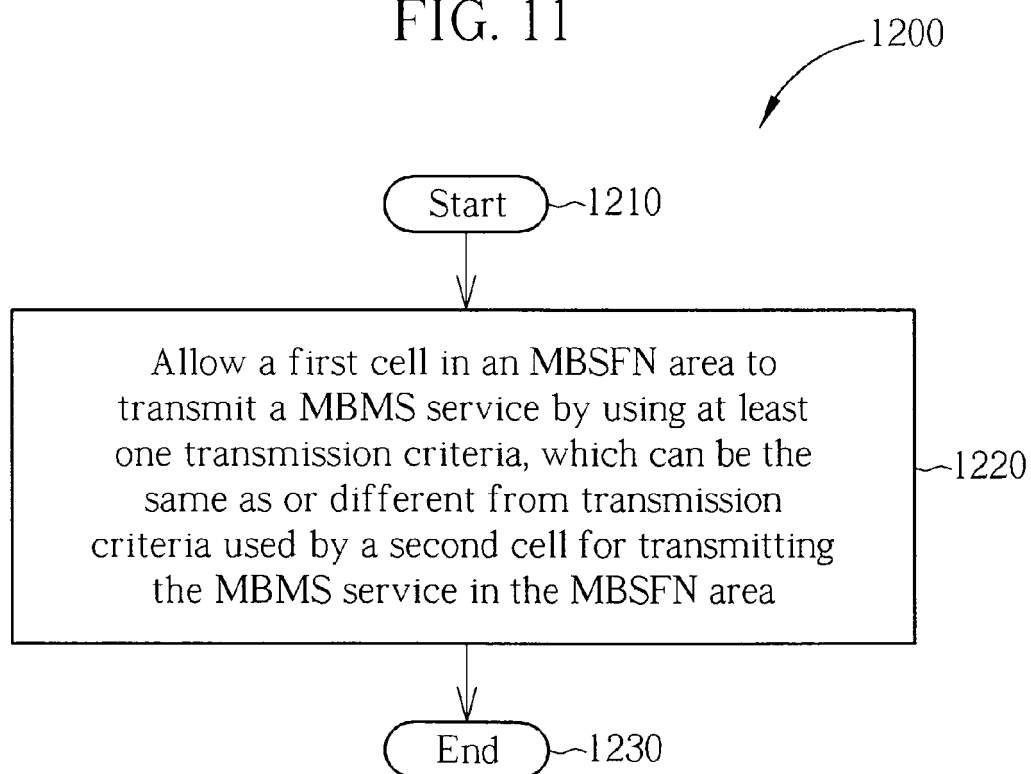 FIG. 11
1200
Start
1210
Allow a first cell in an MBSFN area to
transmit a MBMS service by using at least
one transmission criteria, which can be the
same as or different from transmission
criteria used by a second cell for transmitting
the MBMS service in the MBSFN area
1220
End
1230